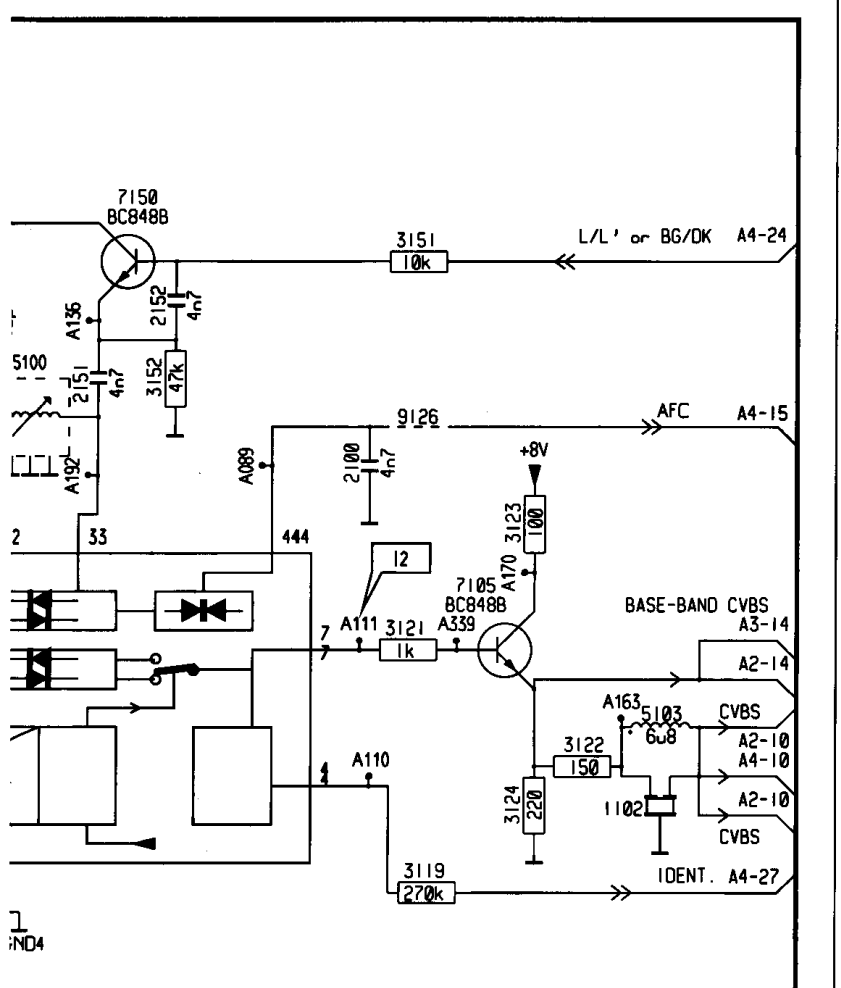 7150
BC848B
3151
10k
L/L' or BG/DK A4-24
A136
2152
4n7
5100
2151
4n7
3152
47k
9126
AFC A4-15
A192
A089
2100
4n7
+8V
3123
100
2
33
444
12
A170
7105
BC848B
BASE-BAND CVBS
A3-14
7
7
A111
3121
1k
A339
A2-14
A163
5103
6u8
CVBS
A2-10
A4-10
3122
150
4
4
A110
3124
220
1102
A2-10
CVBS
3119
270k
IDENT. A4-27
GND4